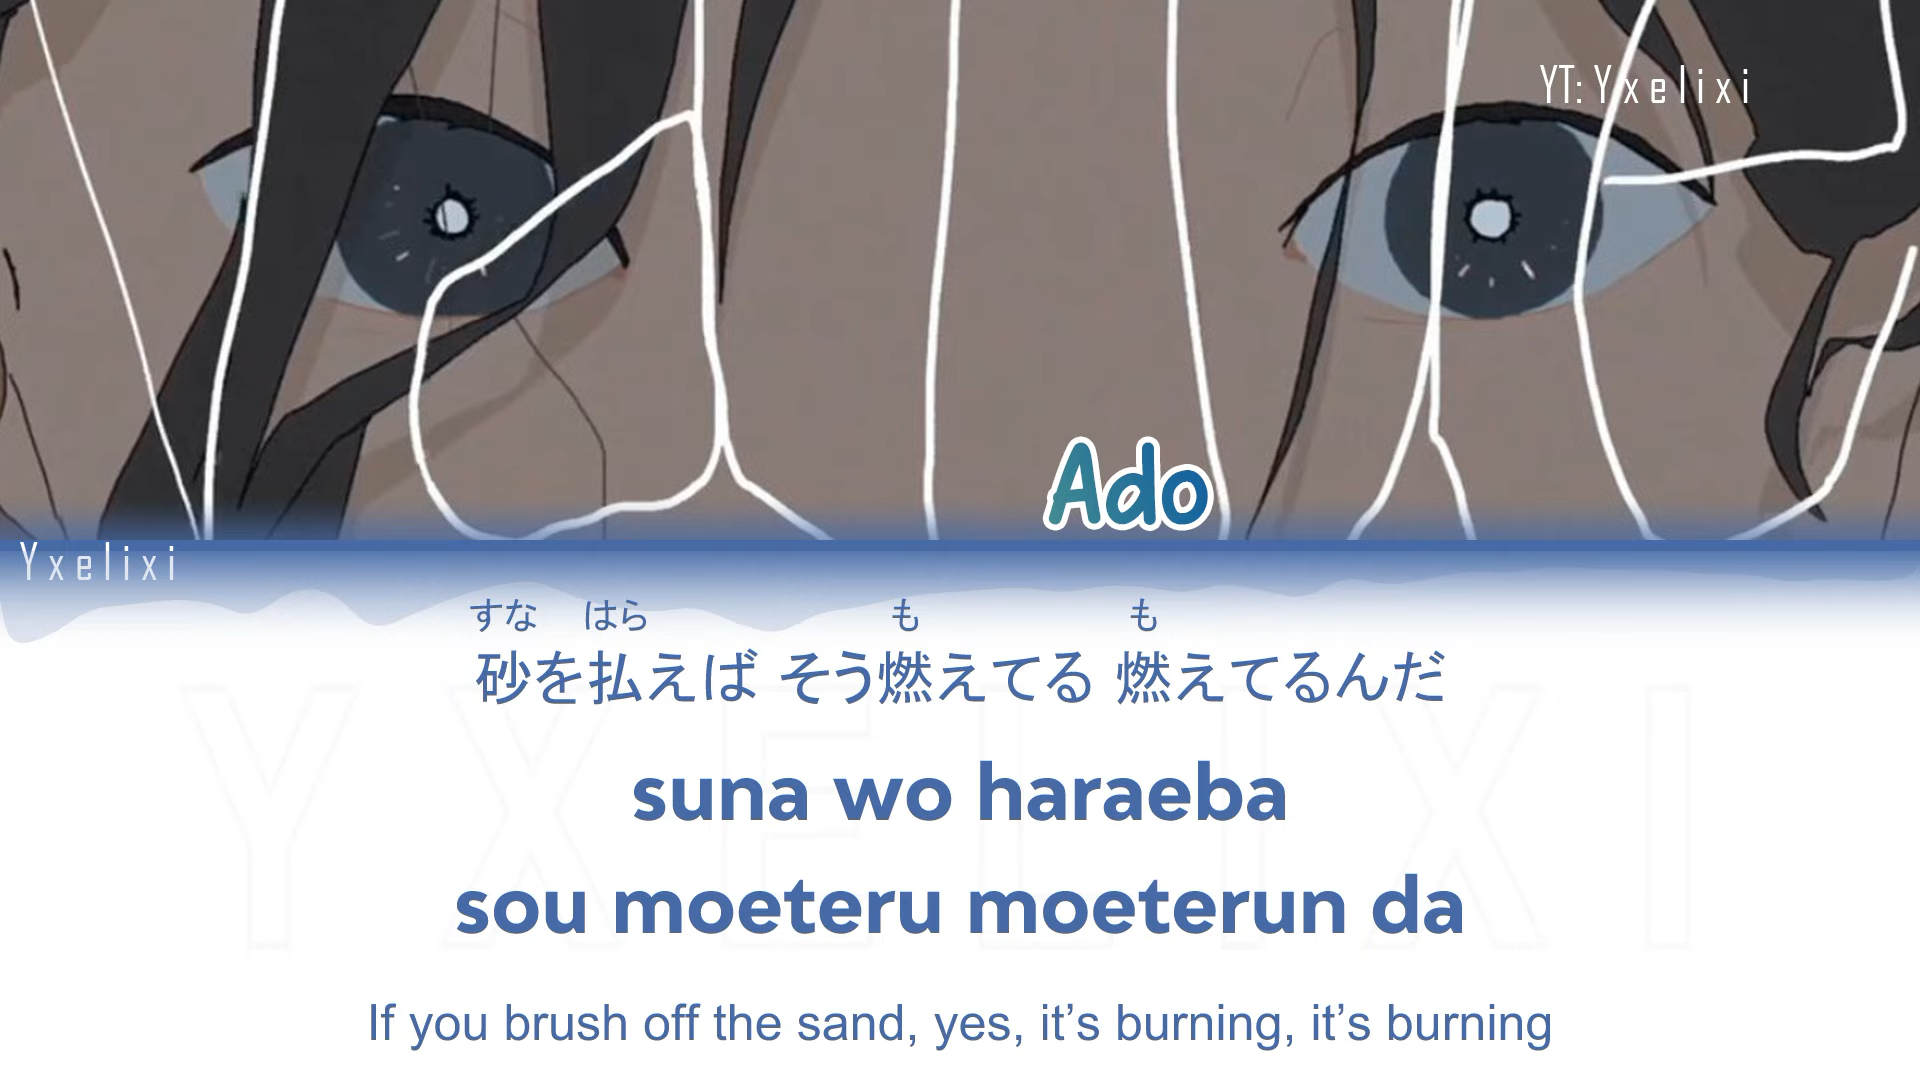 YT: Yxelixi
Ado
Yxelixi
すな はら も も
砂を払えば そう燃えてる 燃えてるんだ
YXELIXI
suna wo haraeba
sou moeteru moeterun da
If you brush off the sand, yes, it’s burning, it’s burning